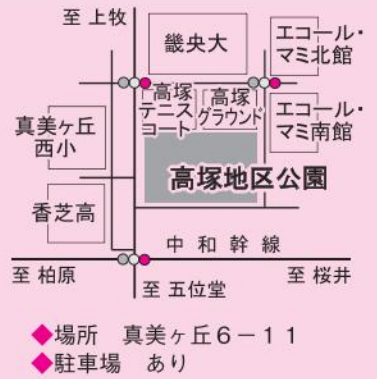 至 上牧
畿央大
エコール・
マミ北館
高塚
テニス
コート
高塚
グラウンド
エコール・
マミ南館
真美ヶ丘
西小
高塚地区公園
香芝高
中和幹線
至 柏原
至 五位堂
至 桜井
◆場所 真美ヶ丘6-11
◆駐車場 あり